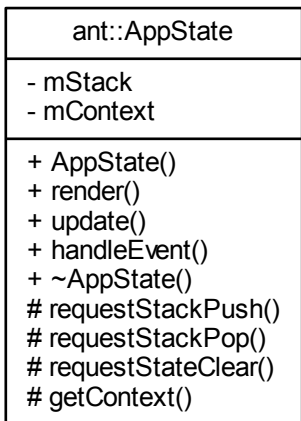 ant::AppState
- mStack
- mContext
+ AppState()
+ render()
+ update()
+ handleEvent()
+ ~AppState()
# requestStackPush()
# requestStackPop()
# requestStateClear()
# getContext()